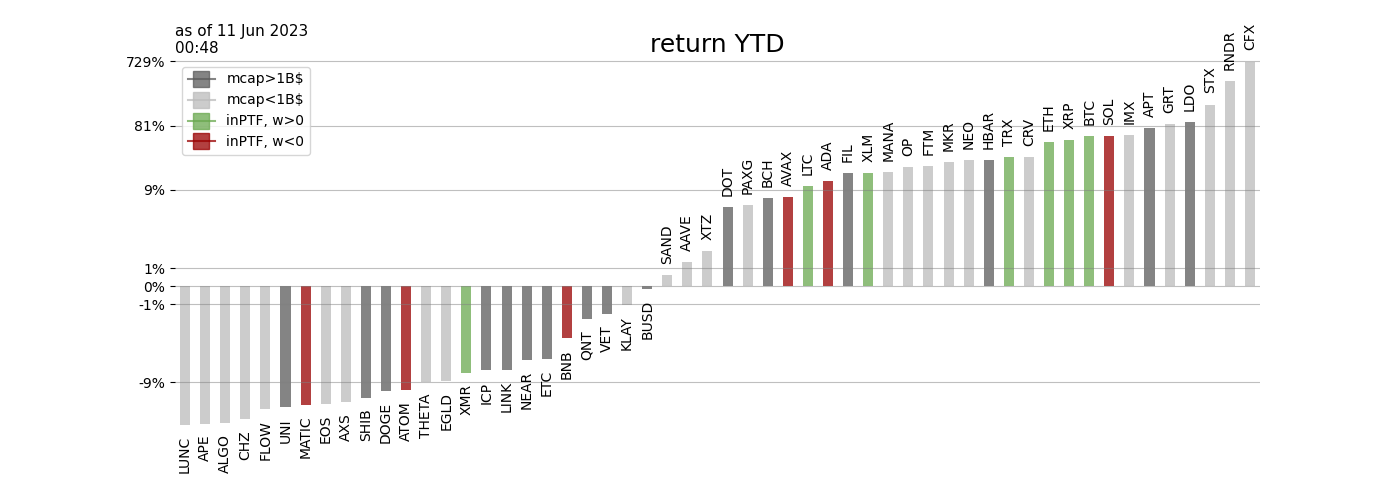 as of 11 Jun 2023
00:48
return YTD
729%
81%
9%
1%
0%
-1%
-9%
mcap>1B$
mcap<1B$
inPTF, w>0
inPTF, w<0
LUNC
APE
ALGO
CHZ
FLOW
UNI
MATIC
EOS
AXS
SHIB
DOGE
ATOM
THETA
EGLD
XMR
ICP
LINK
NEAR
ETC
BNB
QNT
VET
KLAY
BUSD
SAND
AAVE
XTZ
DOT
PAXG
BCH
AVAX
LTC
ADA
FIL
XLM
MANA
OP
FTM
MKR
NEO
HBAR
TRX
CRV
ETH
XRP
BTC
SOL
IMX
APT
GRT
LDO
STX
RNDR
CFX